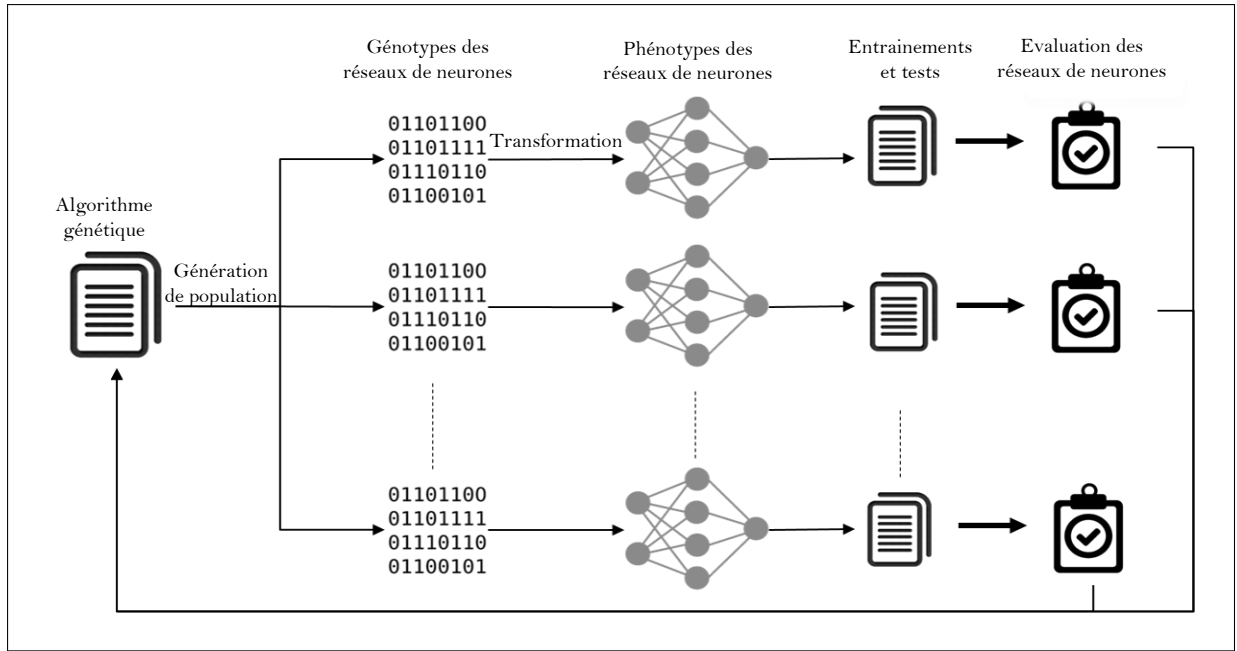 Génotypes des
réseaux de neurones
Phénotypes des
réseaux de neurones
Entrainements
et tests
Evaluation des
réseaux de neurones
01101100
01101111
01110110
01100101
Transformation
Algorithme
génétique
Génération
de population
01101100
01101111
01110110
01100101
01101100
01101111
01110110
01100101